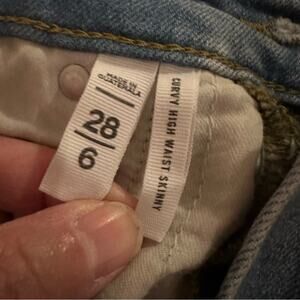 MADE IN
GUATEMALA
28
6
CURVY HIGH WAIST SKINNY